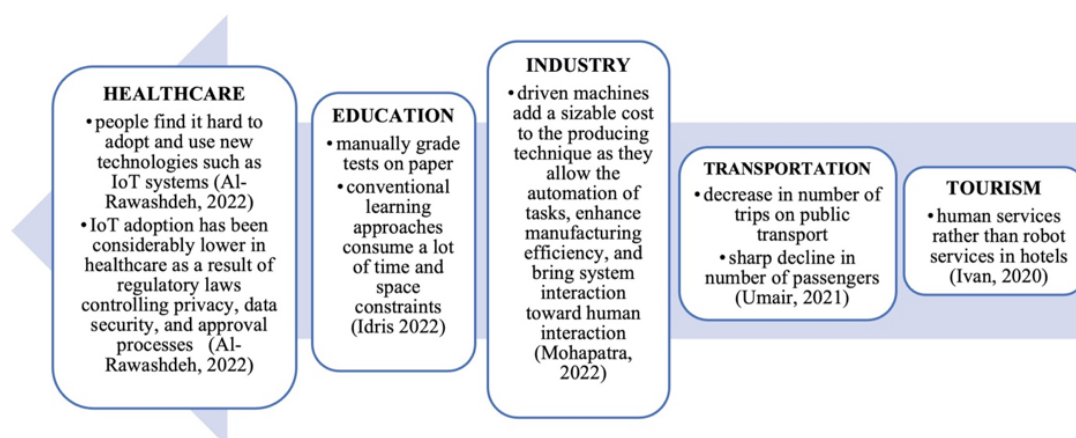 HEALTHCARE
•people find it hard to
adopt and use new
technologies such as
IoT systems (Al-
Rawashdeh, 2022)
•IoT adoption has been
considerably lower in
healthcare as a result of
regulatory laws
controlling privacy, data
security, and approval
processes (Al-
Rawashdeh, 2022)
EDUCATION
•manually grade
tests on paper
•conventional
learning
approaches
consume a lot
of time and
space
constraints
(Idris 2022)
INDUSTRY
•driven machines
add a sizable cost
to the producing
technique as they
allow the
automation of
tasks, enhance
manufacturing
efficiency, and
bring system
interaction
toward human
interaction
(Mohapatra,
2022)
TRANSPORTATION
•decrease in number of
trips on public
transport
•sharp decline in
number of passengers
(Umair, 2021)
TOURISM
•human services
rather than robot
services in hotels
(Ivan, 2020)